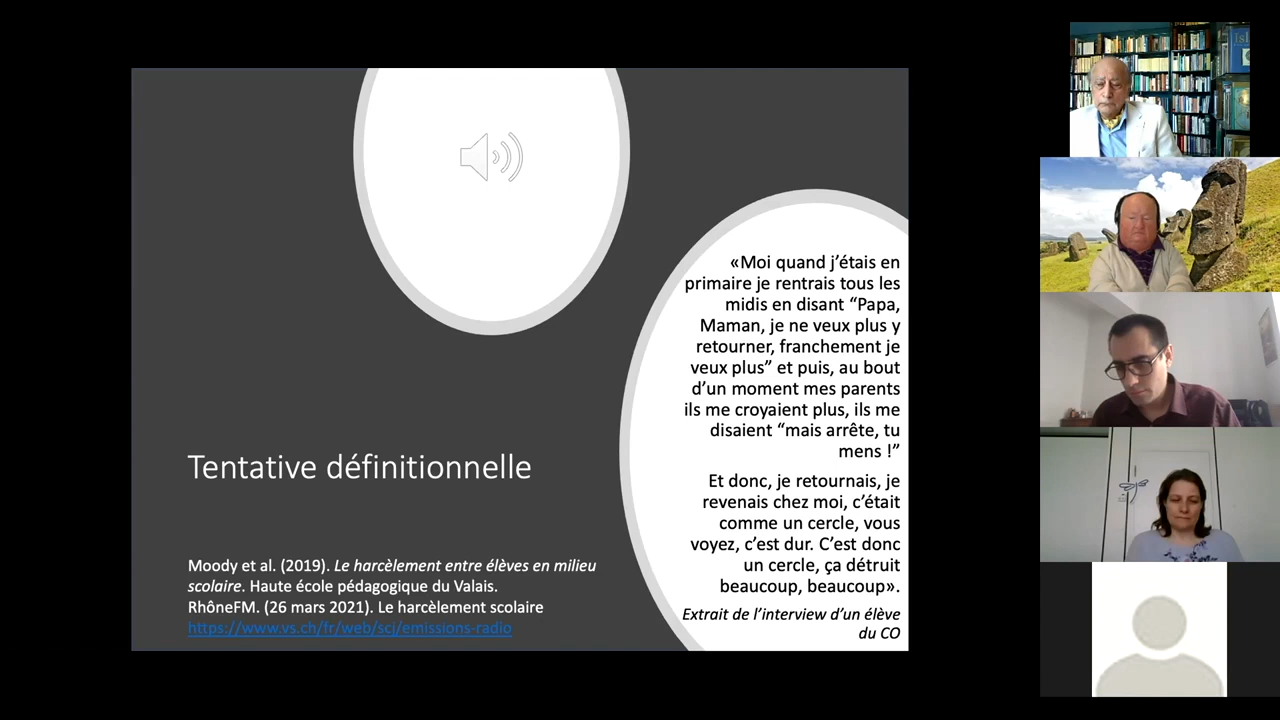 «Moi quand j’étais en
primaire je rentrais tous les
midis en disant “Papa,
Maman, je ne veux plus y
retourner, franchement je
veux plus” et puis, au bout
d’un moment mes parents
ils me croyaient plus, ils me
disaient “mais arrête, tu
mens !”
Et donc, je retournais, je
revenais chez moi, c’était
comme un cercle, vous
voyez, c’est dur. C’est donc
un cercle, ça détruit
beaucoup, beaucoup».
Extrait de l’interview d’un élève
du CO
Tentative définitionnelle
Moody et al. (2019). Le harcèlement entre élèves en milieu
scolaire. Haute école pédagogique du Valais.
RhôneFM. (26 mars 2021). Le harcèlement scolaire
https://www.vs.ch/fr/web/scj/emissions-radio